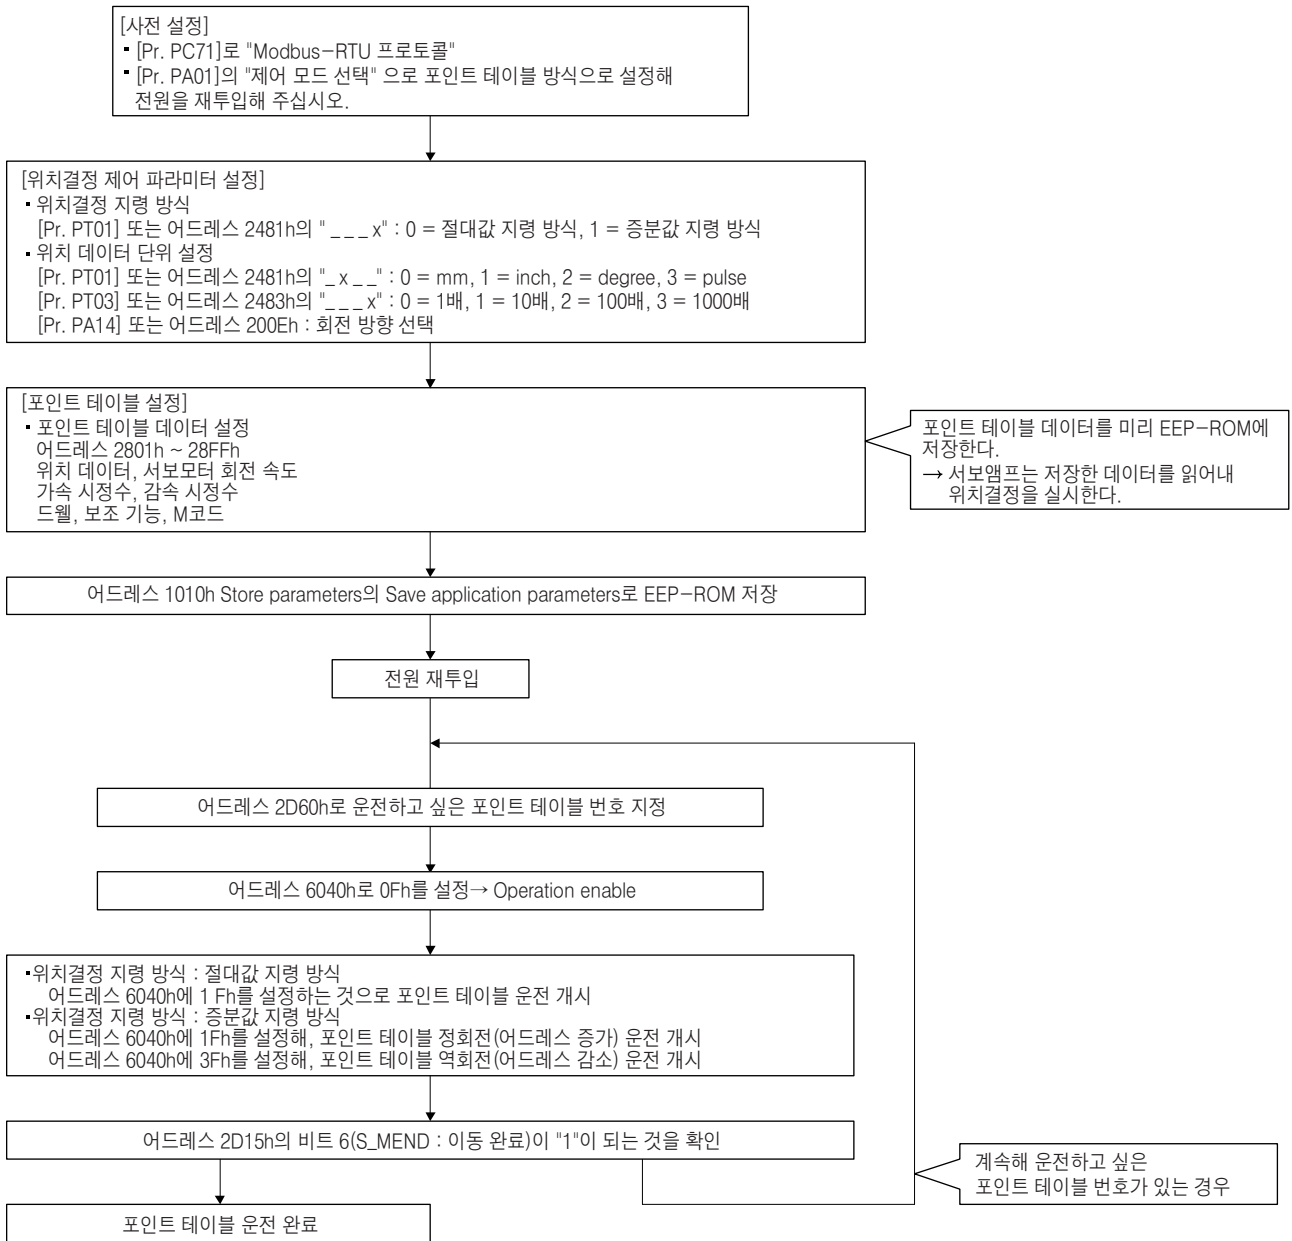 [사전 설정]
▪ [Pr. PC71]로 "Modbus-RTU 프로토콜"
▪ [Pr. PA01]의 "제어 모드 선택" 으로 포인트 테이블 방식으로 설정해
전원을 재투입해 주십시오.
[위치결정 제어 파라미터 설정]
▪ 위치결정 지령 방식
[Pr. PT01] 또는 어드레스 2481h의 " _ _ _ x" : 0 = 절대값 지령 방식, 1 = 증분값 지령 방식
▪ 위치 데이터 단위 설정
[Pr. PT01] 또는 어드레스 2481h의 "_ x _ _" : 0 = mm, 1 = inch, 2 = degree, 3 = pulse
[Pr. PT03] 또는 어드레스 2483h의 "_ _ _ x" : 0 = 1배, 1 = 10배, 2 = 100배, 3 = 1000배
[Pr. PA14] 또는 어드레스 200Eh : 회전 방향 선택
[포인트 테이블 설정]
▪ 포인트 테이블 데이터 설정
어드레스 2801h ~ 28FFh
위치 데이터, 서보모터 회전 속도
가속 시정수, 감속 시정수
드웰, 보조 기능, M코드
포인트 테이블 데이터를 미리 EEP-ROM에
저장한다.
→ 서보앰프는 저장한 데이터를 읽어내
위치결정을 실시한다.
어드레스 1010h Store parameters의 Save application parameters로 EEP-ROM 저장
전원 재투입
어드레스 2D60h로 운전하고 싶은 포인트 테이블 번호 지정
어드레스 6040h로 0Fh를 설정→ Operation enable
▪위치결정 지령 방식 : 절대값 지령 방식
어드레스 6040h에 1 Fh를 설정하는 것으로 포인트 테이블 운전 개시
▪위치결정 지령 방식 : 증분값 지령 방식
어드레스 6040h에 1Fh를 설정해, 포인트 테이블 정회전(어드레스 증가) 운전 개시
어드레스 6040h에 3Fh를 설정해, 포인트 테이블 역회전(어드레스 감소) 운전 개시
어드레스 2D15h의 비트 6(S_MEND : 이동 완료)이 "1"이 되는 것을 확인
계속해 운전하고 싶은
포인트 테이블 번호가 있는 경우
포인트 테이블 운전 완료